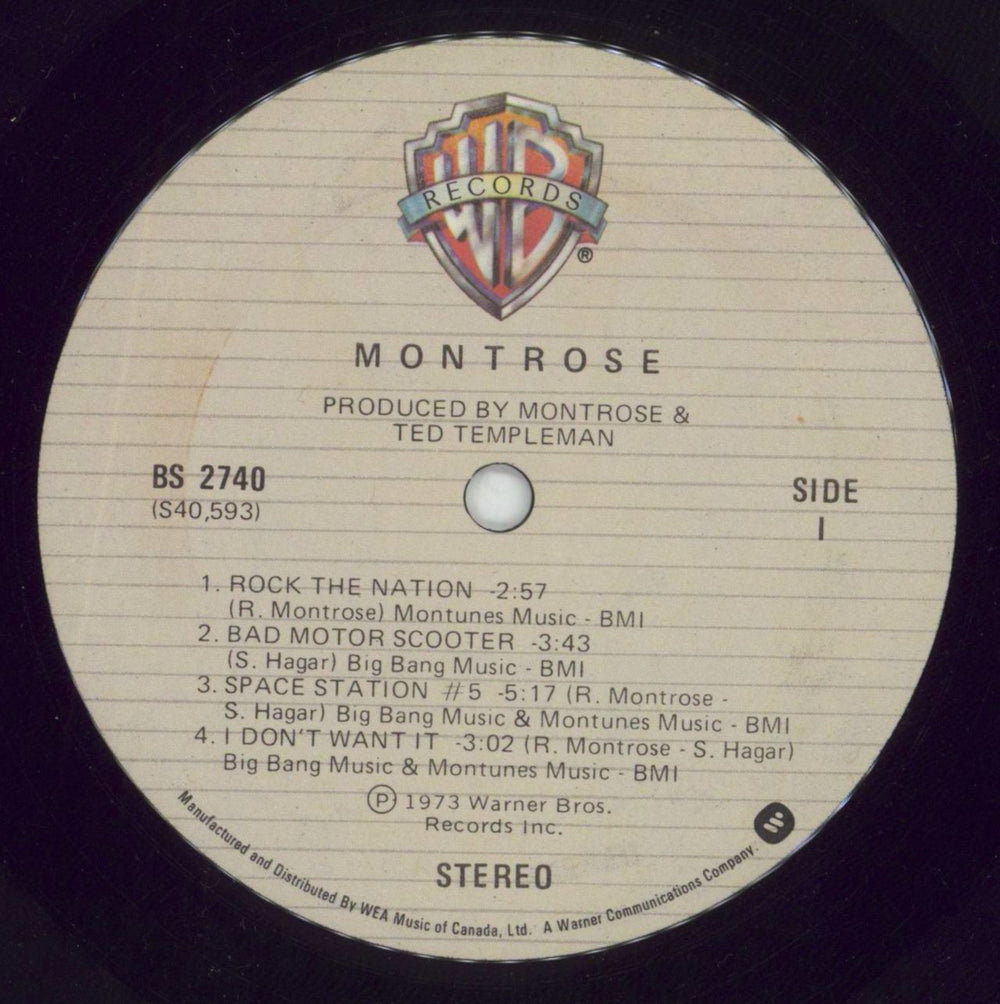 WB
RECORDS
®
MONTROSE
PRODUCED BY MONTROSE &
TED TEMPLEMAN
BS 2740
(S40,593)
SIDE
1
1. ROCK THE NATION -2:57
(R. Montrose) Montunes Music - BMI
2. BAD MOTOR SCOOTER -3:43
(S. Hagar) Big Bang Music - BMI
3. SPACE STATION #5 -5:17 (R. Montrose -
S. Hagar) Big Bang Music & Montunes Music - BMI
4. I DON'T WANT IT -3:02 (R. Montrose - S. Hagar)
Big Bang Music & Montunes Music - BMI
Ⓟ 1973 Warner Bros.
Records Inc.
STEREO
Manufactured and Distributed By WEA Music of Canada, Ltd. A Warner Communications Company.